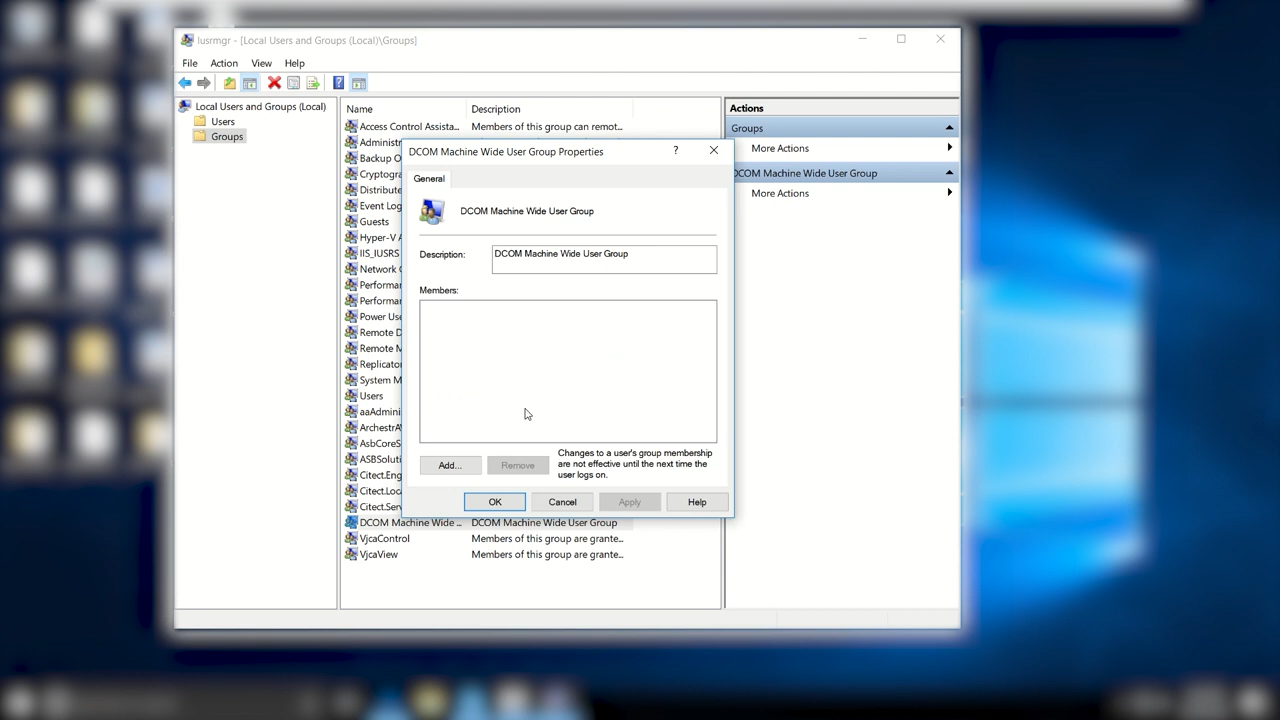 lusrmgr - [Local Users and Groups (Local)\Groups]
File Action View Help
Local Users and Groups (Local)
Users
Groups
Name Description
Access Control Assista... Members of this group can remot...
Administr
Backup O
Cryptogra
Distribute
Event Log
Guests
Hyper-V A
IIS_IUSRS
Network C
Performa
Performa
Power Use
Remote D
Remote M
Replicator
System M
Users
aaAdmini
ArchestrA
AsbCoreS
ASBSoluti
Citect.Eng
Citect.Loc
Citect.Serv
DCOM Machine Wide ... DCOM Machine Wide User Group
VjcaControl Members of this group are grante...
VjcaView Members of this group are grante...
DCOM Machine Wide User Group Properties ?
General
DCOM Machine Wide User Group
Description: DCOM Machine Wide User Group
Members:
Add... Remove
Changes to a user's group membership
are not effective until the next time the
user logs on.
OK Cancel Apply Help
Actions
Groups
More Actions
DCOM Machine Wide User Group
More Actions